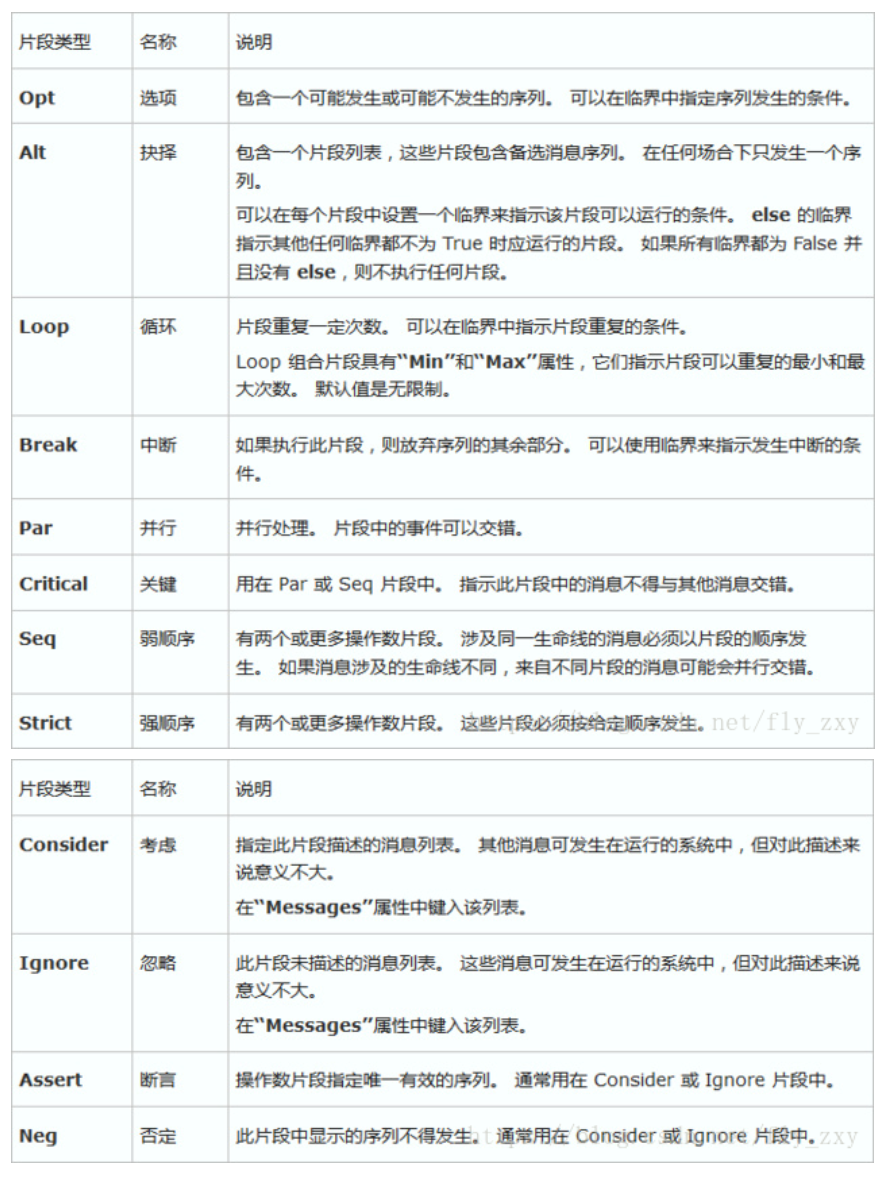 片段类型 名称 说明
Opt 选项 包含一个可能发生或可能不发生的序列。 可以在临界中指定序列发生的条件。
Alt 抉择 包含一个片段列表，这些片段包含备选消息序列。 在任何场合下只发生一个序
列。
可以在每个片段中设置一个临界来指示该片段可以运行的条件。 else 的临界
指示其他任何临界都不为 True 时应运行的片段。 如果所有临界都为 False 并
且没有 else，则不执行任何片段。
Loop 循环 片段重复一定次数。 可以在临界中指示片段重复的条件。
Loop 组合片段具有“Min”和“Max”属性，它们指示片段可以重复的最小和最
大次数。 默认值是无限制。
Break 中断 如果执行此片段，则放弃序列的其余部分。 可以使用临界来指示发生中断的条
件。
Par 并行 并行处理。 片段中的事件可以交错。
Critical 关键 用在 Par 或 Seq 片段中。 指示此片段中的消息不得与其他消息交错。
Seq 弱顺序 有两个或更多操作数片段。 涉及同一生命线的消息必须以片段的顺序发
生。 如果消息涉及的生命线不同，来自不同片段的消息可能会并行交错。
Strict 强顺序 有两个或更多操作数片段。 这些片段必须按给定顺序发生。
.net/fly_zxy
片段类型 名称 说明
Consider 考虑 指定此片段描述的消息列表。 其他消息可发生在运行的系统中，但对此描述来
说意义不大。
在“Messages”属性中键入该列表。
Ignore 忽略 此片段未描述的消息列表。 这些消息可发生在运行的系统中，但对此描述来说
意义不大。
在“Messages”属性中键入该列表。
Assert 断言 操作数片段指定唯一有效的序列。 通常用在 Consider 或 Ignore 片段中。
Neg 否定 此片段中显示的序列不得发生。 通常用在 Consider 或 Ignore 片段中。
https://blog.csdn.net/fly_zxy